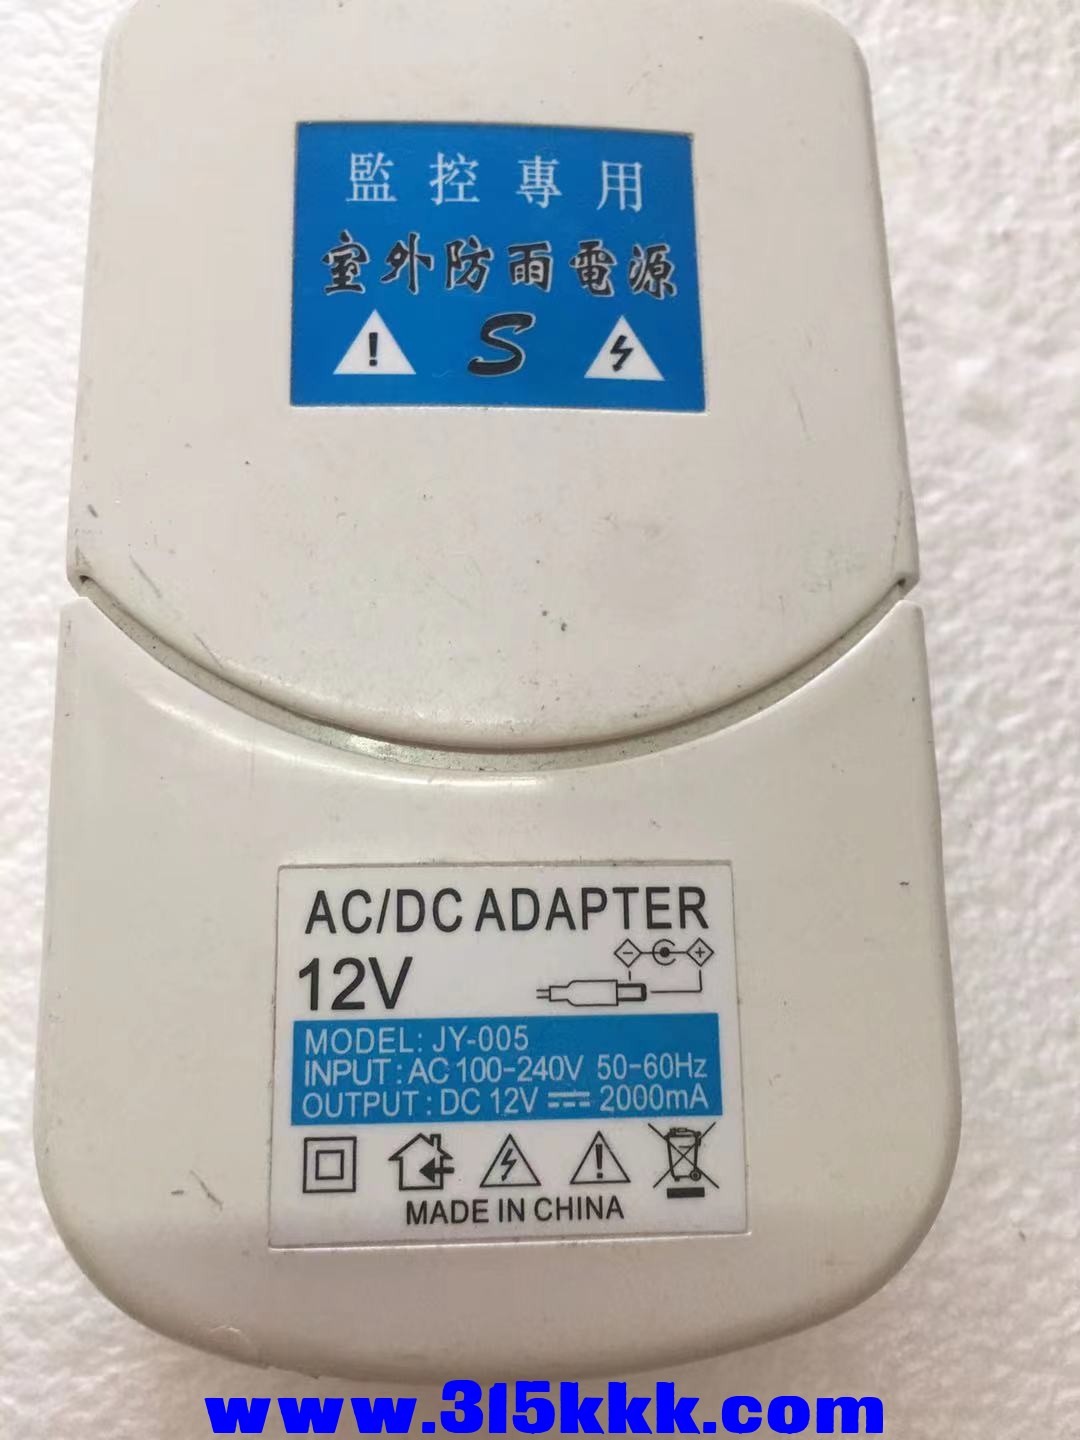 監控專用
室外防雨電源
S
AC/DC ADAPTER
12V
MODEL: JY-005
INPUT: AC 100-240V 50-60Hz
OUTPUT: DC 12V ⎓ 2000mA
MADE IN CHINA
www.315kkk.com